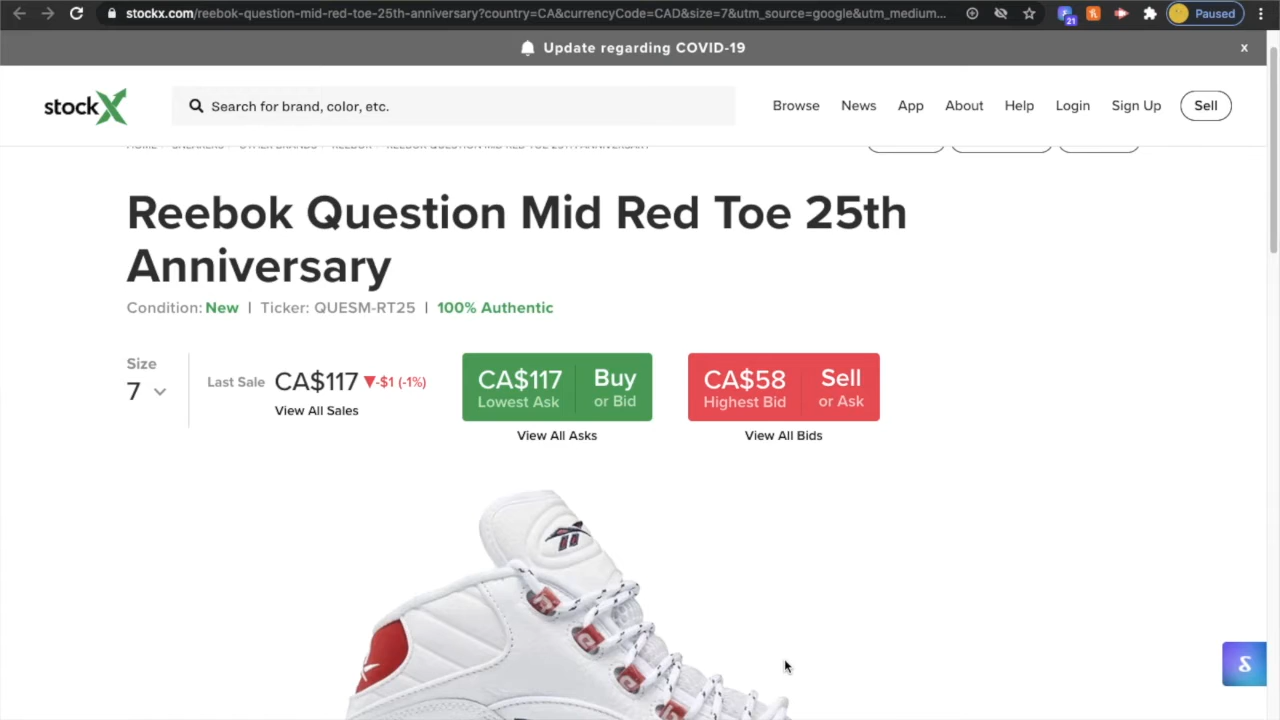 stockx.com/reebok-question-mid-red-toe-25th-anniversary?country=CA&currencyCode=CAD&size=7&utm_source=google&utm_medium...
21
Paused
Update regarding COVID-19
x
stockX
Search for brand, color, etc.
Browse News App About Help Login Sign Up Sell
Reebok Question Mid Red Toe 25th
Anniversary
Condition: New | Ticker: QUESM-RT25 | 100% Authentic
Size
7
Last Sale CA$117 ▼-$1 (-1%)
View All Sales
CA$117 Buy
Lowest Ask or Bid
View All Asks
CA$58 Sell
Highest Bid or Ask
View All Bids